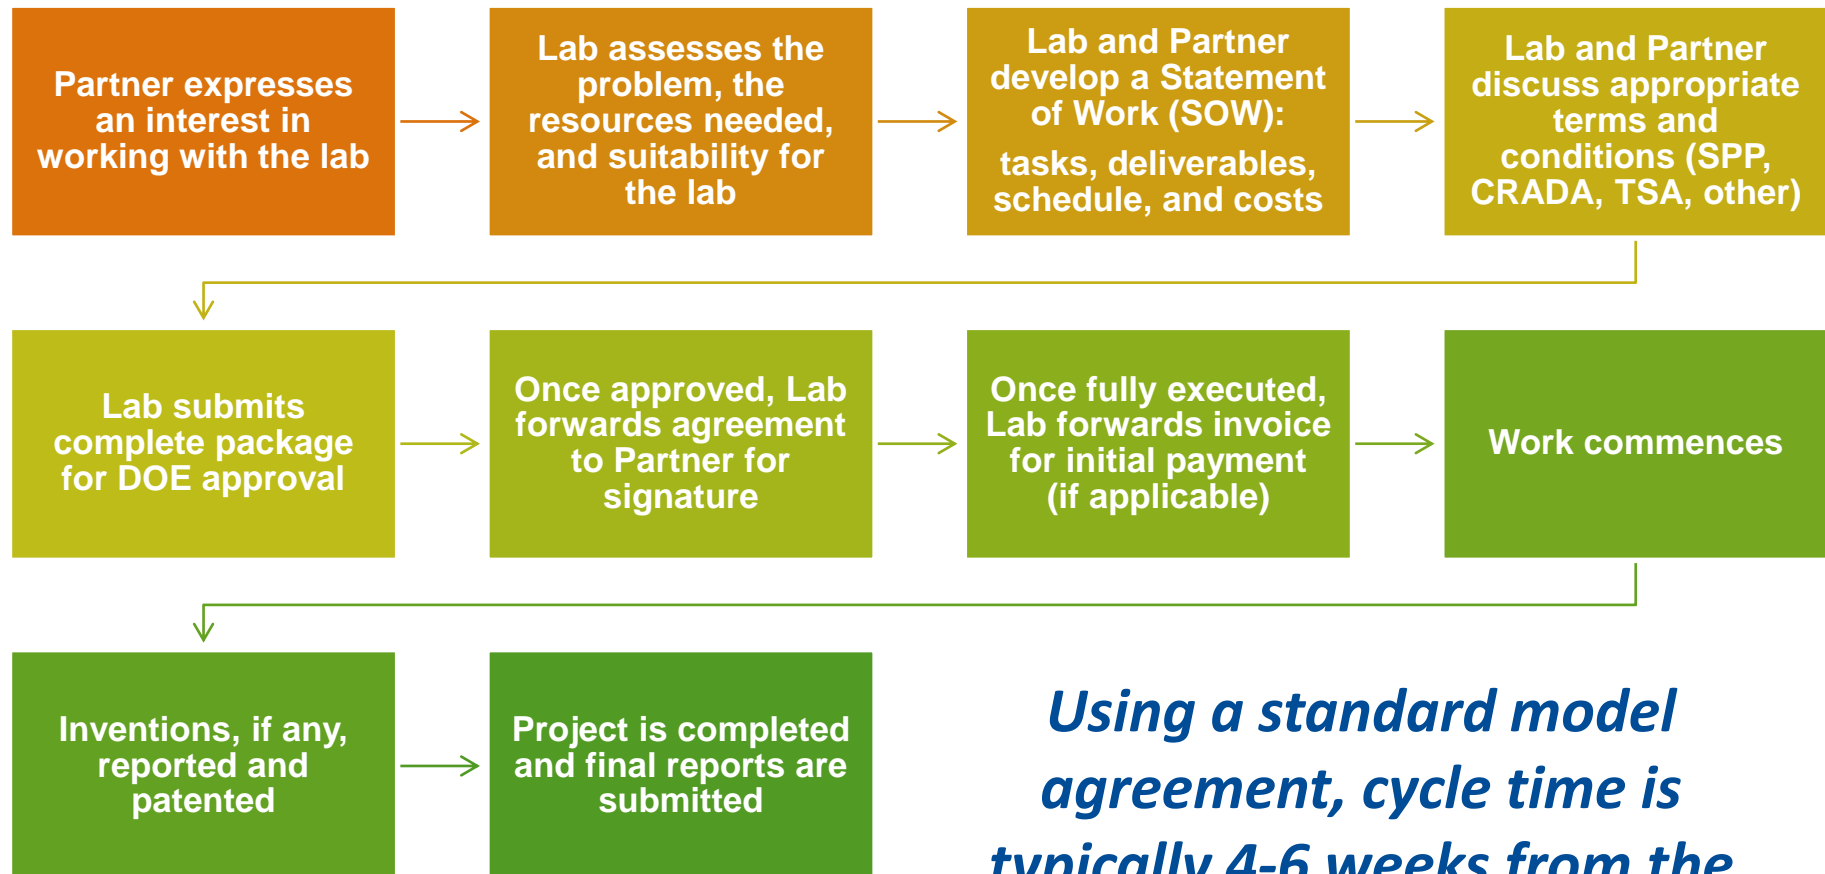 Partner expresses
an interest in
working with the lab
Lab assesses the
problem, the
resources needed,
and suitability for
the lab
Lab and Partner
develop a Statement
of Work (SOW):
tasks, deliverables,
schedule, and costs
Lab and Partner
discuss appropriate
terms and
conditions (SPP,
CRADA, TSA, other)
Lab submits
complete package
for DOE approval
Once approved, Lab
forwards agreement
to Partner for
signature
Once fully executed,
Lab forwards invoice
for initial payment
(if applicable)
Work commences
Inventions, if any,
reported and
patented
Project is completed
and final reports are
submitted
Using a standard model
agreement, cycle time is
typically 4-6 weeks from the